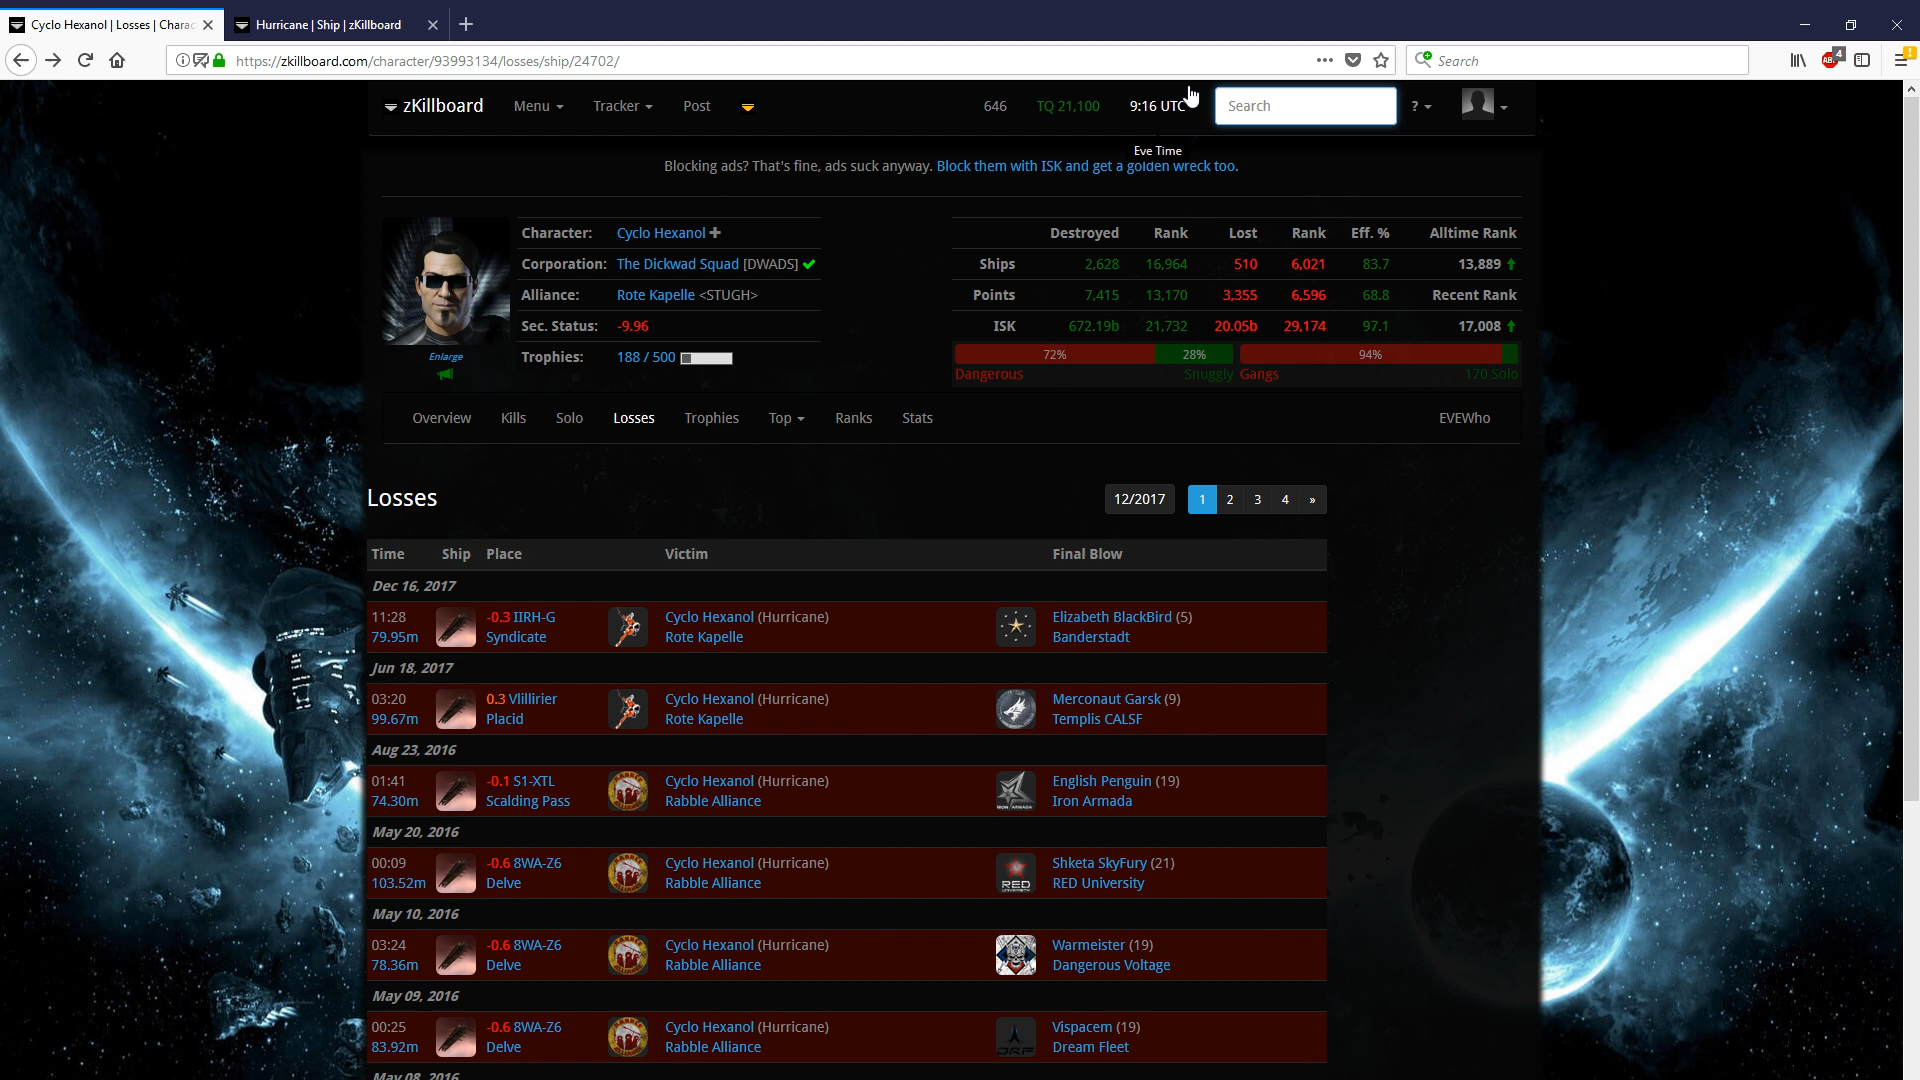 Cyclo Hexanol | Losses | Charac
Hurricane | Ship | zKillboard
https://zkillboard.com/character/93993134/losses/ship/24702/
Search
4
zKillboard Menu Tracker Post 646 TQ 21,100 9:16 UTC Search ?
Eve Time
Blocking ads? That's fine, ads suck anyway. Block them with ISK and get a golden wreck too.
Character: Cyclo Hexanol
Corporation: The Dickwad Squad [DWADS]
Alliance: Rote Kapelle <STUGH>
Sec. Status: -9.96
Trophies: 188 / 500
Enlarge
Destroyed Rank Lost Rank Eff. % Alltime Rank
Ships 2,628 16,964 510 6,021 83.7 13,889
Points 7,415 13,170 3,355 6,596 68.8 Recent Rank
ISK 672.19b 21,732 20.05b 29,174 97.1 17,008
72% 28% 94%
Dangerous Snuggly Gangs 170 Solo
Overview Kills Solo Losses Trophies Top Ranks Stats EVEWho
Losses 12/2017 1 2 3 4 »
Time Ship Place Victim Final Blow
Dec 16, 2017
11:28 -0.3 IIRH-G Cyclo Hexanol (Hurricane) Elizabeth BlackBird (5)
79.95m Syndicate Rote Kapelle Banderstadt
Jun 18, 2017
03:20 0.3 Vlillirier Cyclo Hexanol (Hurricane) Merconaut Garsk (9)
99.67m Placid Rote Kapelle Templis CALSF
Aug 23, 2016
01:41 -0.1 S1-XTL Cyclo Hexanol (Hurricane) English Penguin (19)
74.30m Scalding Pass Rabble Alliance Iron Armada
May 20, 2016
00:09 -0.6 8WA-Z6 Cyclo Hexanol (Hurricane) Shketa SkyFury (21)
103.52m Delve Rabble Alliance RED University
May 10, 2016
03:24 -0.6 8WA-Z6 Cyclo Hexanol (Hurricane) Warmeister (19)
78.36m Delve Rabble Alliance Dangerous Voltage
May 09, 2016
00:25 -0.6 8WA-Z6 Cyclo Hexanol (Hurricane) Vispacem (19)
83.92m Delve Rabble Alliance Dream Fleet
May 08, 2016